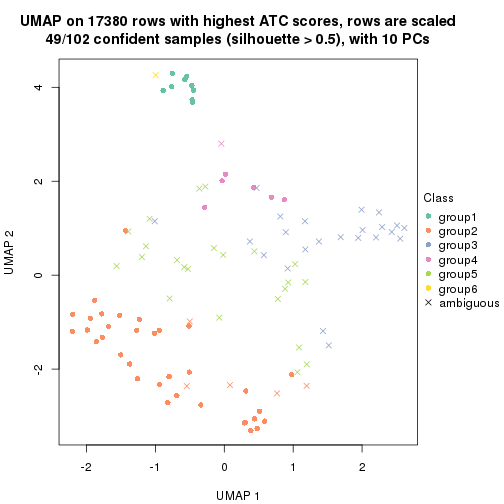 UMAP on 17380 rows with highest ATC scores, rows are scaled
49/102 confident samples (silhouette > 0.5), with 10 PCs
4
2
0
-2
UMAP 2
-2
-1
0
1
2
UMAP 1
Class
group1
group2
group3
group4
group5
group6
ambiguous